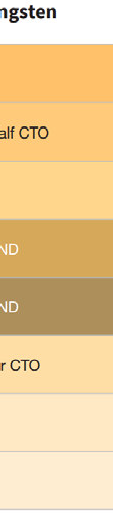 ngsten
alf CTO
ND
ND
r CTO